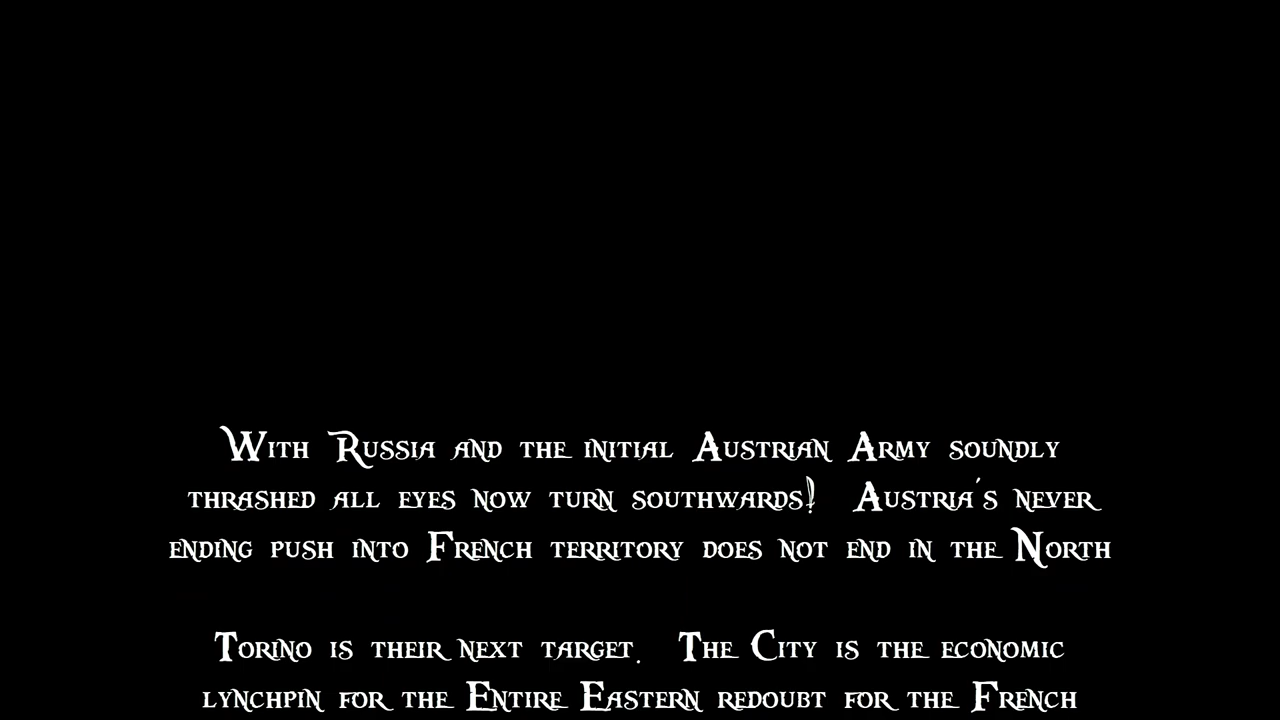 With Russia and the initial Austrian Army soundly
thrashed all eyes now turn southwards! Austria's never
ending push into French territory does not end in the North
Torino is their next target. The City is the economic
lynchpin for the Entire Eastern redoubt for the French